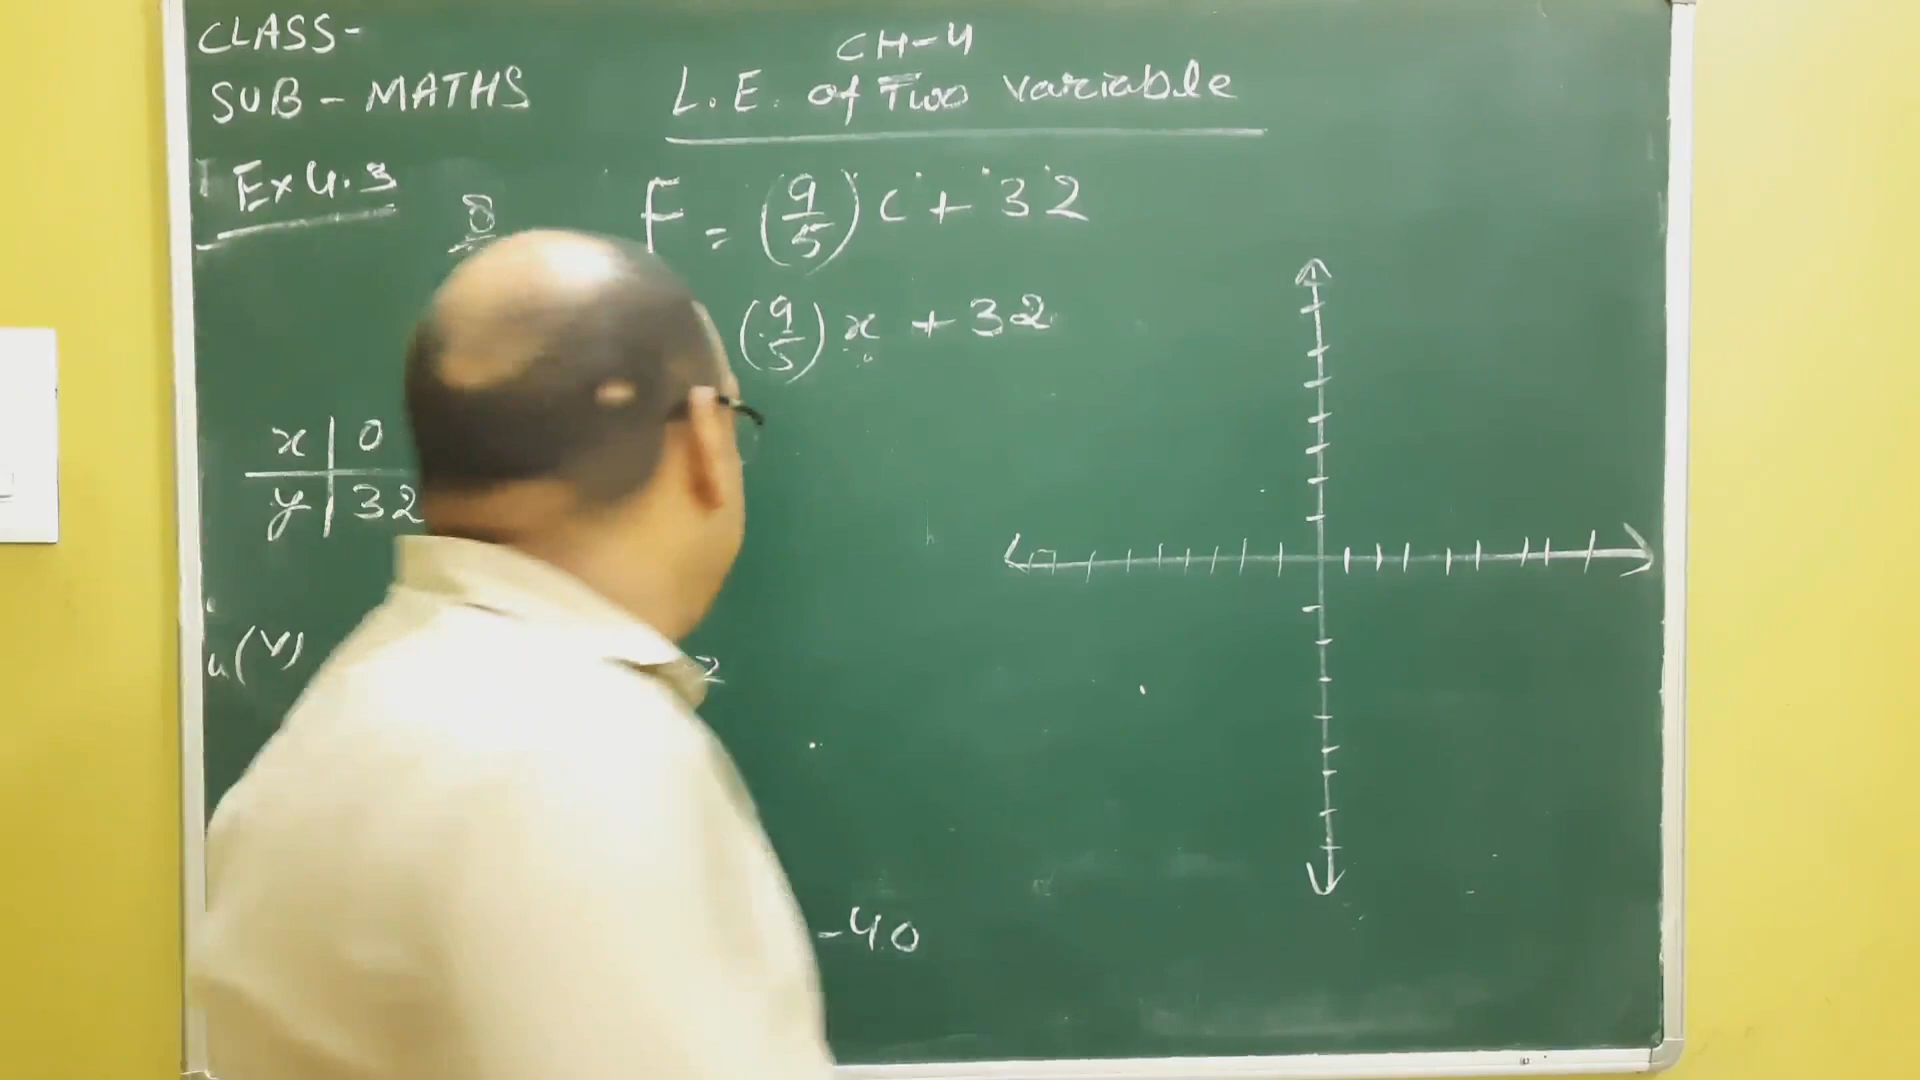 CLASS-
SUB - MATHS
CH-4
L.E. of Two variable
Ex 4.3
8
F = (9/5) C + 32
(9/5) x + 32
x | 0
y | 32
(v)
2
-40